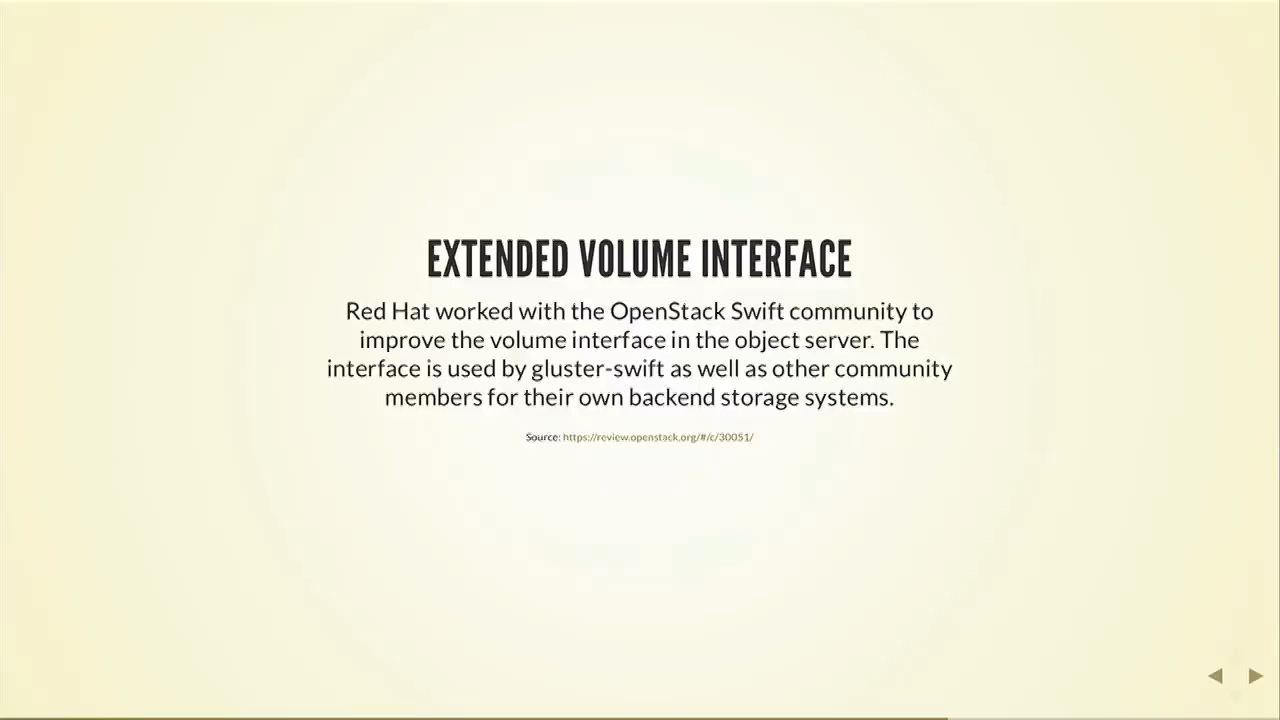 EXTENDED VOLUME INTERFACE
Red Hat worked with the OpenStack Swift community to
improve the volume interface in the object server. The
interface is used by gluster-swift as well as other community
members for their own backend storage systems.
Source: https://review.openstack.org/#/c/30051/